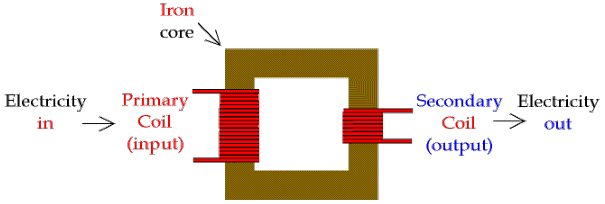 Iron
core
Electricity
in
Primary
Coil
(input)
Secondary
Coil
(output)
Electricity
out